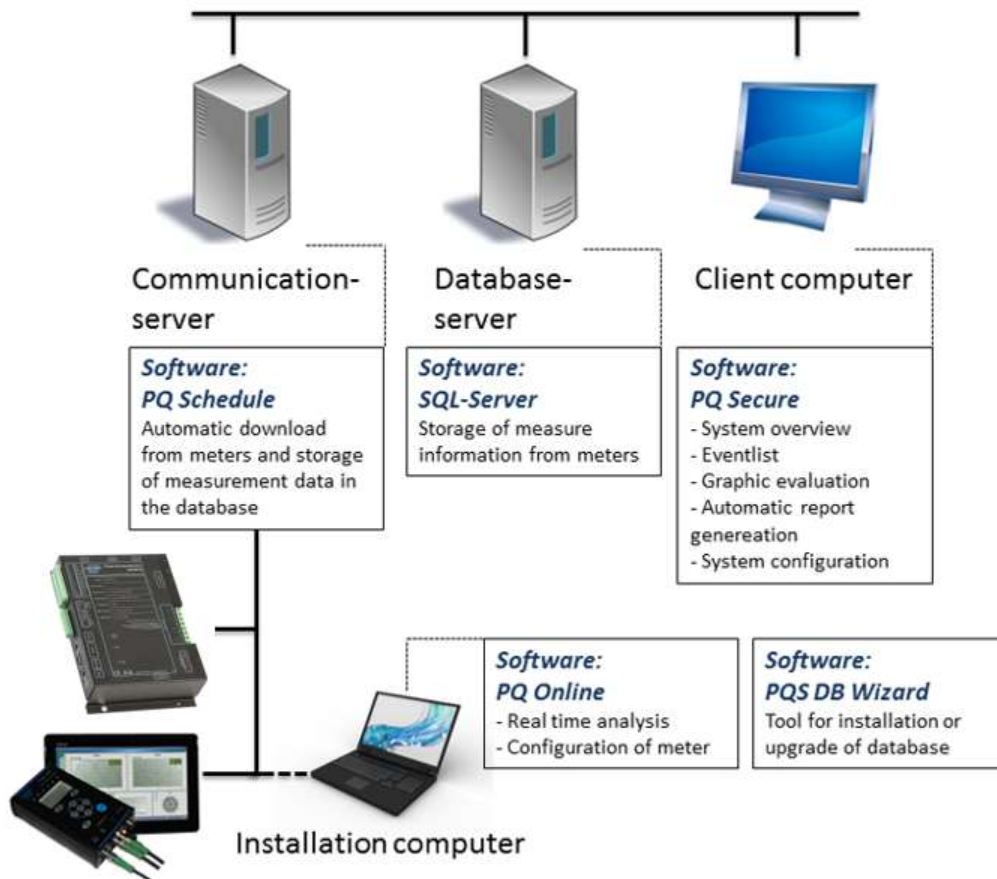 Communication-
server
Database-
server
Client computer
Software:
PQ Schedule
Automatic download
from meters and storage
of measurement data in
the database
Software:
SQL-Server
Storage of measure
information from meters
Software:
PQ Secure
- System overview
- Eventlist
- Graphic evaluation
- Automatic report
genereation
- System configuration
Software:
PQ Online
- Real time analysis
- Configuration of meter
Software:
PQS DB Wizard
Tool for installation or
upgrade of database
Installation computer